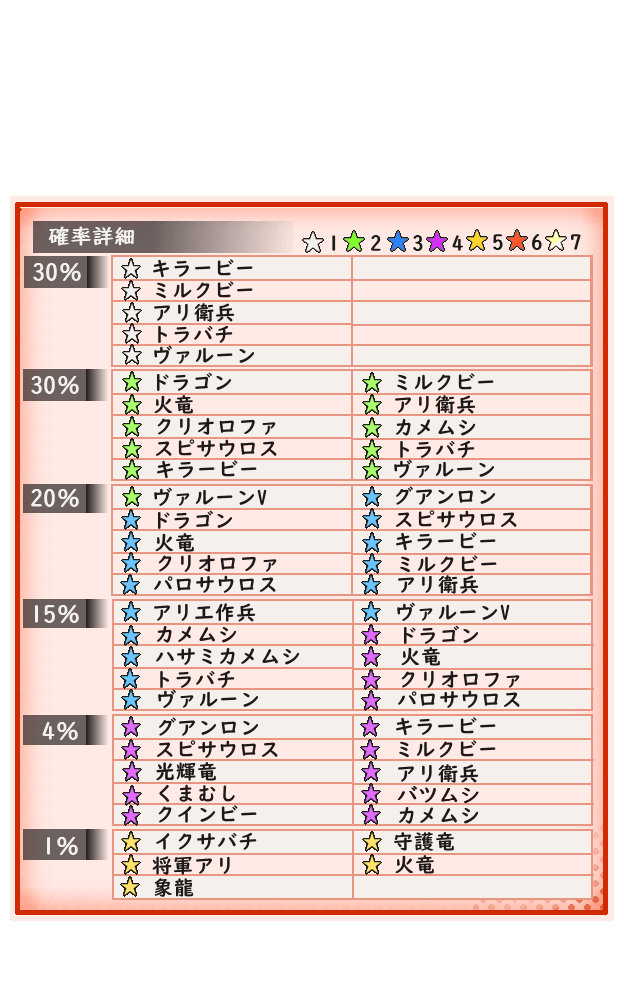 確率詳細
☆1★2★3★4★5★6☆7
30%
☆キラービー
☆ミルクビー
☆アリ衛兵
☆トラバチ
☆ヴァルーン
30%
★ドラゴン ★ミルクビー
★火竜 ★アリ衛兵
★クリオロファ ★カメムシ
★スピサウロス ★トラバチ
★キラービー ★ヴァルーン
20%
★ヴァルーンV ★グアンロン
★ドラゴン ★スピサウロス
★火竜 ★キラービー
★クリオロファ ★ミルクビー
★パロサウロス ★アリ衛兵
15%
★アリエ作兵 ★ヴァルーンV
★カメムシ ★ドラゴン
★ハサミカメムシ ★火竜
★トラバチ ★クリオロファ
★ヴァルーン ★パロサウロス
4%
★グアンロン ★キラービー
★スピサウロス ★ミルクビー
★光輝竜 ★アリ衛兵
★くまむし ★バツムシ
★クインビー ★カメムシ
1%
★イクサバチ ★守護竜
★将軍アリ ★火竜
★象龍